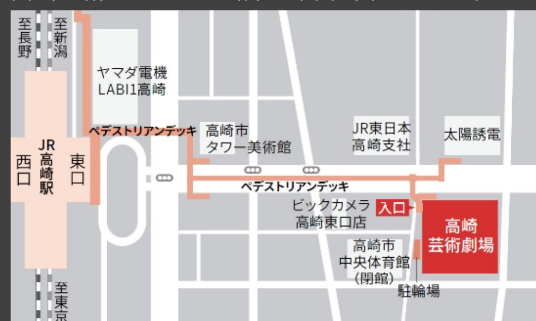 至長野
至新潟
ヤマダ電機
LABI1高崎
ペデストリアンデッキ
高崎市
タワー美術館
JR東日本
高崎支社
太陽誘電
JR高崎駅
西口
東口
ペデストリアンデッキ
ビックカメラ
高崎東口店
入口
高崎
芸術劇場
高崎市
中央体育館
(閉館)
駐輪場
至東京